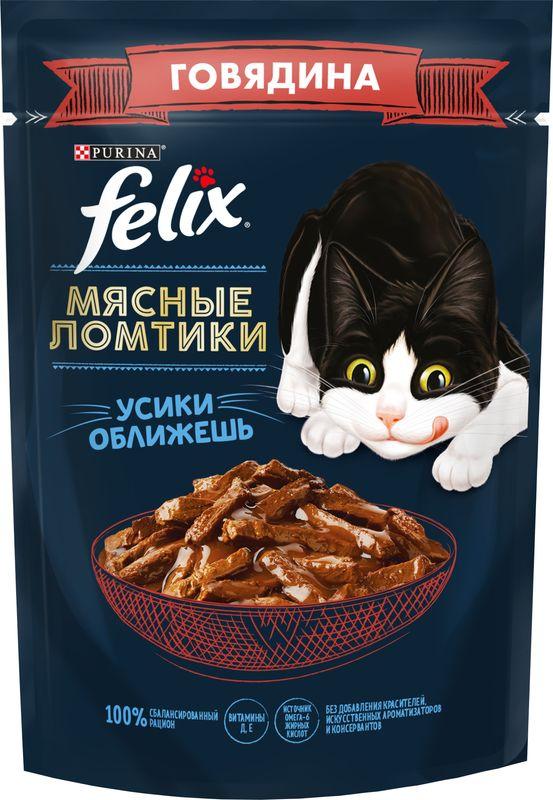 ГОВЯДИНА
PURINA
felix®
МЯСНЫЕ
ЛОМТИКИ
УСИКИ
ОБЛИЖЕШЬ
100% СБАЛАНСИРОВАННЫЙ
РАЦИОН
ВИТАМИНЫ
Д, Е
ИСТОЧНИК
ОМЕГА-6
ЖИРНЫХ
КИСЛОТ
БЕЗ ДОБАВЛЕНИЯ КРАСИТЕЛЕЙ,
ИСКУССТВЕННЫХ АРОМАТИЗАТОРОВ
И КОНСЕРВАНТОВ